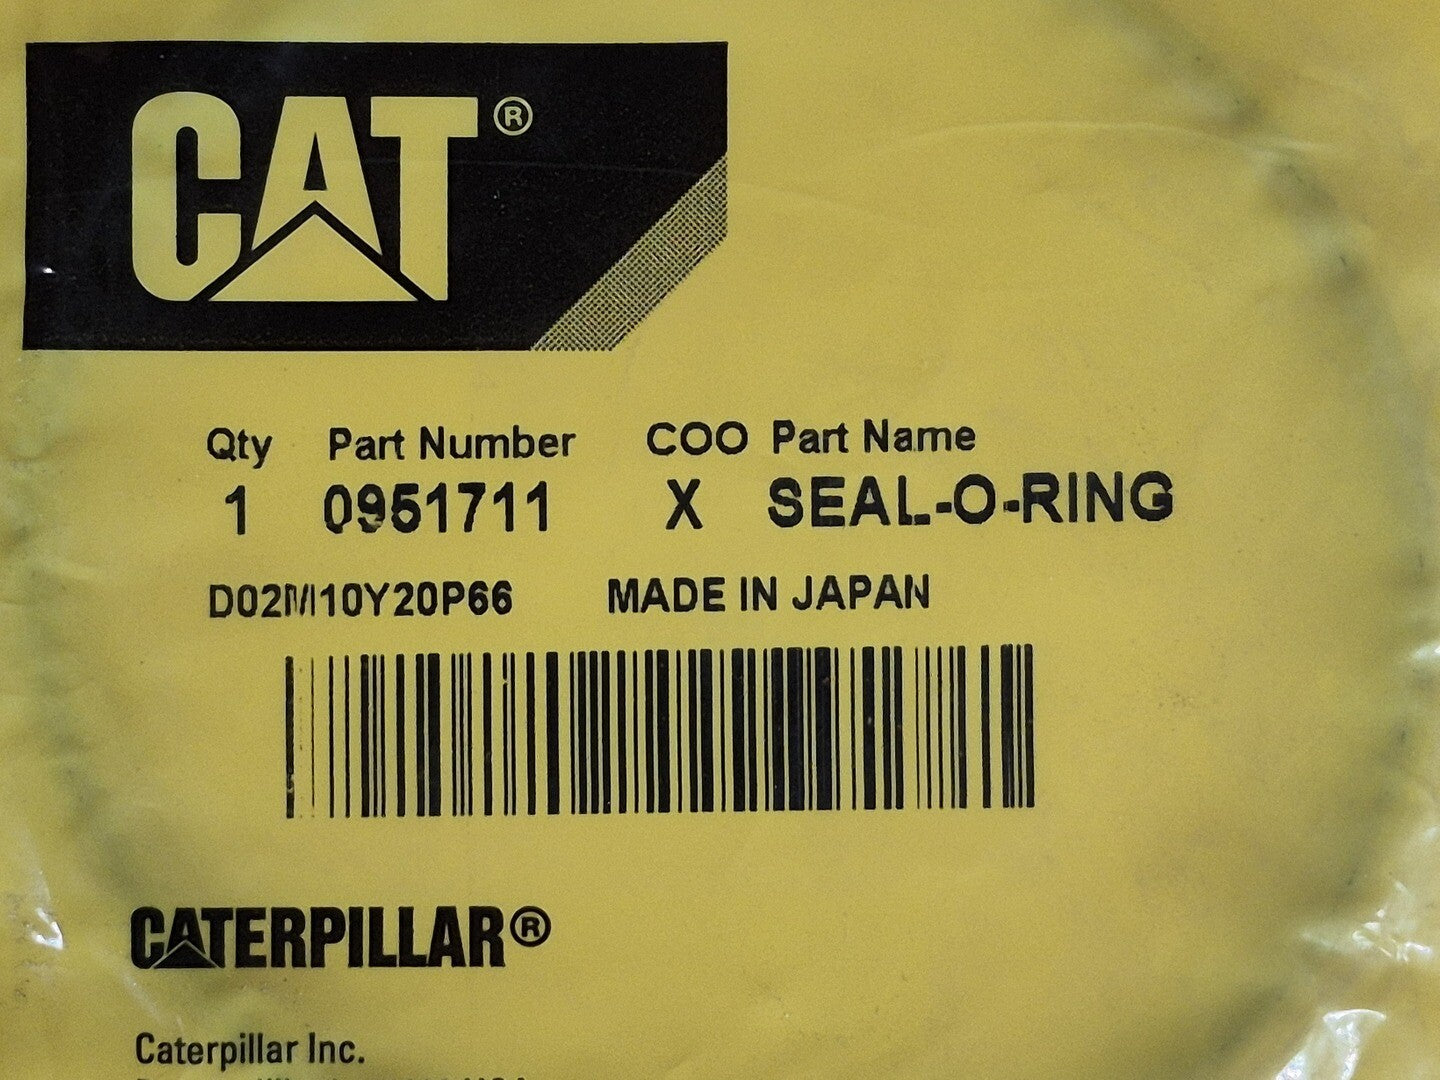 CAT®
Qty Part Number COO Part Name
1 0951711 X SEAL-O-RING
D02M10Y20P66 MADE IN JAPAN
CATERPILLAR®
Caterpillar Inc.